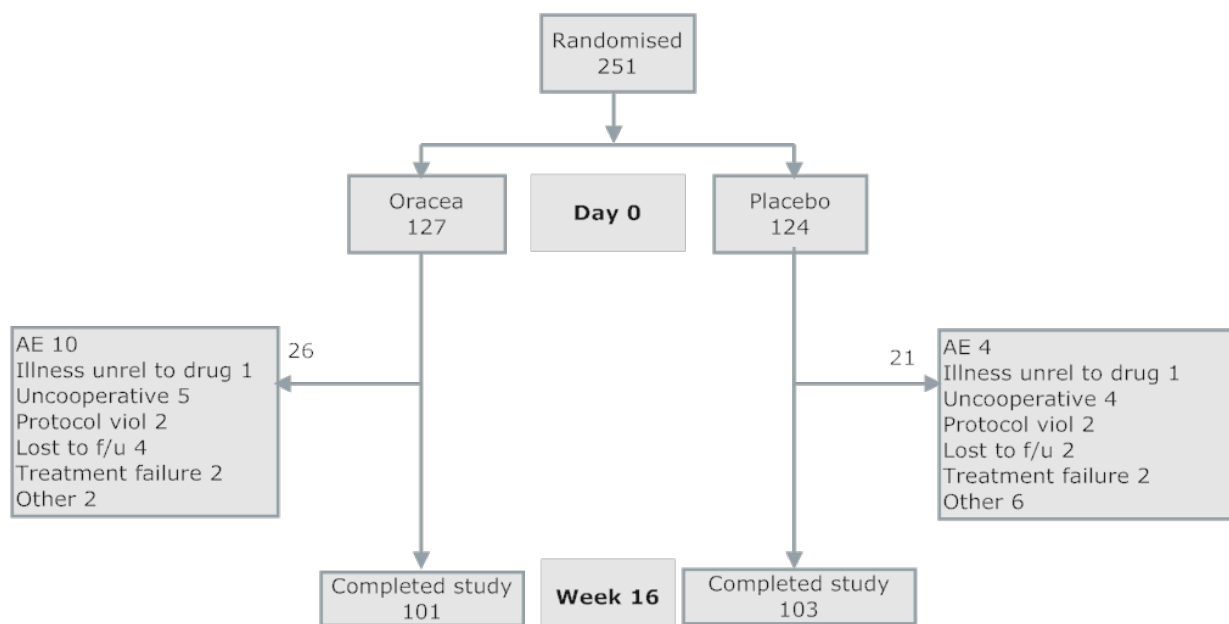 Randomised
251
Oracea
127
Day 0
Placebo
124
26
AE 10
Illness unrel to drug 1
Uncooperative 5
Protocol viol 2
Lost to f/u 4
Treatment failure 2
Other 2
21
AE 4
Illness unrel to drug 1
Uncooperative 4
Protocol viol 2
Lost to f/u 2
Treatment failure 2
Other 6
Completed study
101
Week 16
Completed study
103